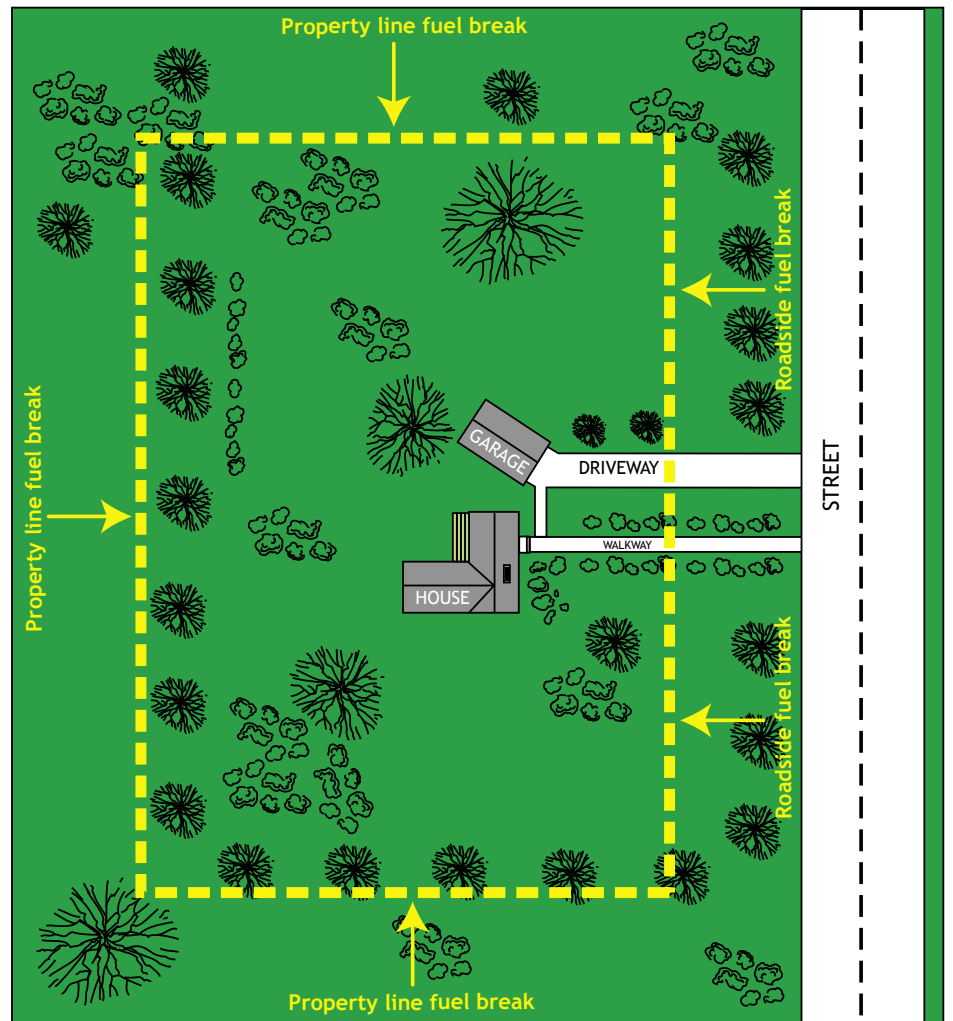 Property line fuel break
Roadside fuel break
GARAGE
DRIVEWAY
STREET
Property line fuel break
WALKWAY
HOUSE
Roadside fuel break
Property line fuel break